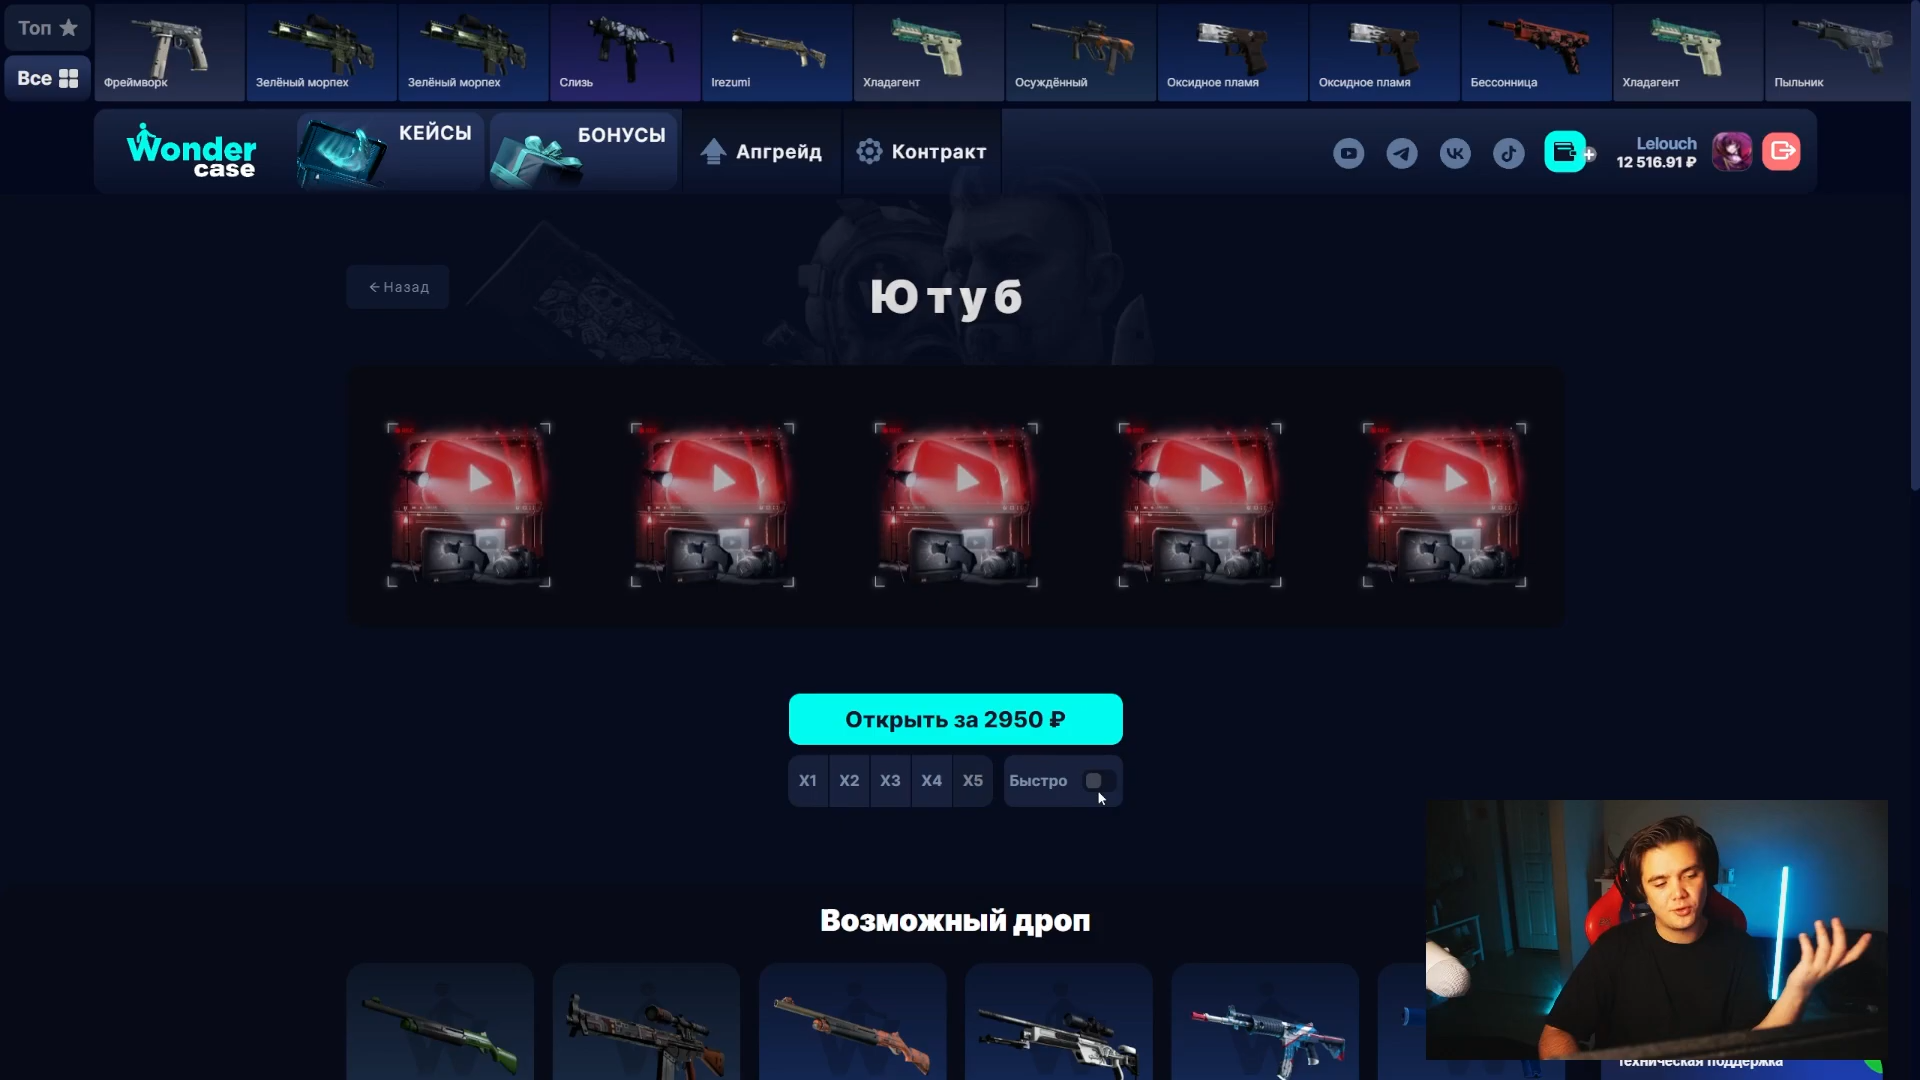 Топ
Все
Фреймворк
Зелёный морпех
Зелёный морпех
Слизь
Irezumi
Хладагент
Осуждённый
Оксидное пламя
Оксидное пламя
Бессонница
Хладагент
Пыльник
Wonder
case
КЕЙСЫ
БОНУСЫ
Апгрейд
Контракт
Lelouch
12 516.91 ₽
← Назад
Ютуб
Открыть за 2950 ₽
X1 X2 X3 X4 X5
Быстро
Возможный дроп
Техническая поддержка